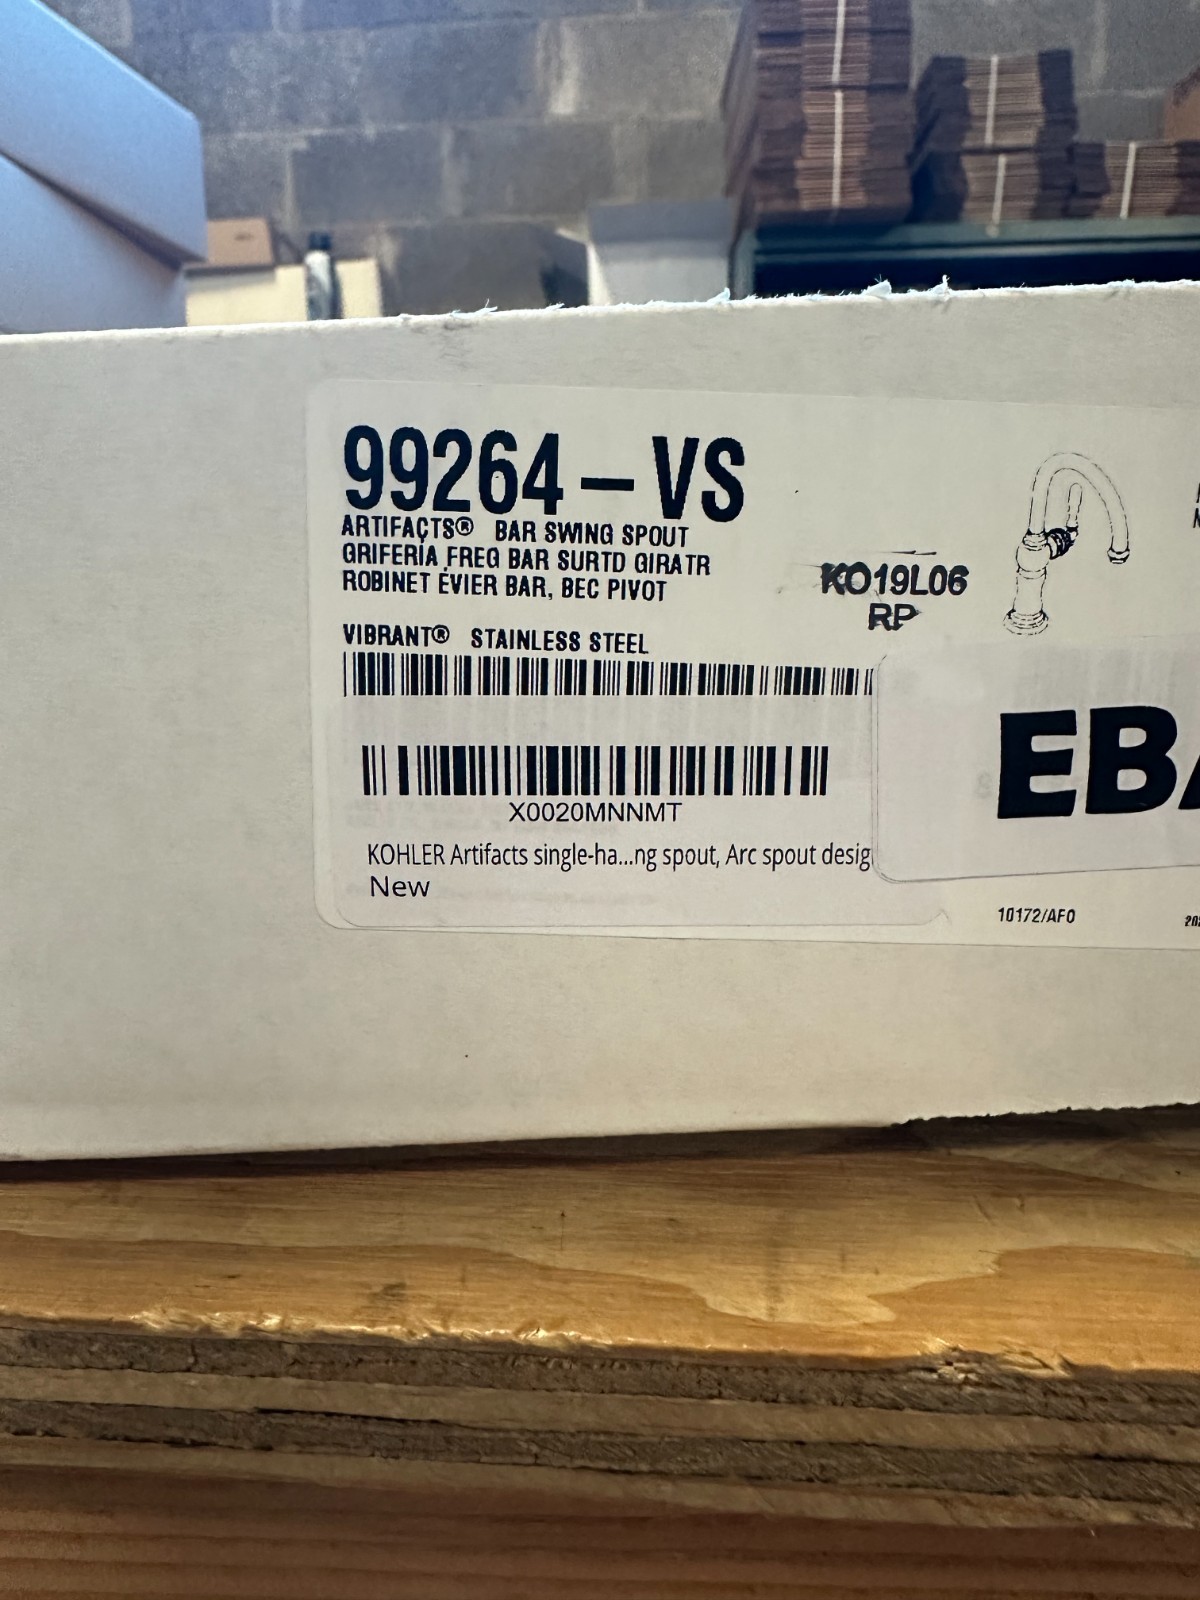 99264-VS
ARTIFACTS® BAR SWING SPOUT
GRIFERÍA FREG BAR SURTD GIRATR
ROBINET ÉVIER BAR, BEC PIVOT
VIBRANT® STAINLESS STEEL
KO19L06
RP
X0020MNNMT
KOHLER Artifacts single-ha...ng spout, Arc spout desig
New
EB
10172/AFO